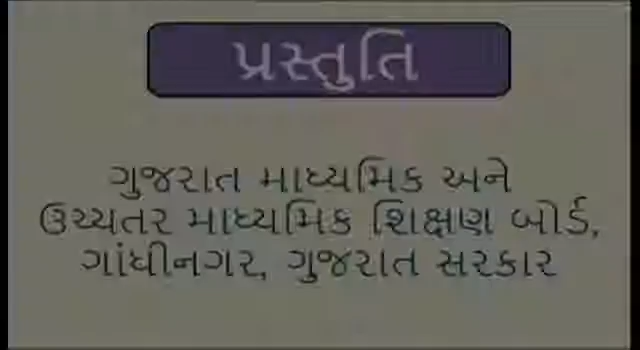 પ્રસ્તુતિ
ગુજરાત માધ્યમિક અને
ઉચ્ચતર માધ્યમિક શિક્ષણ બોર્ડ,
ગાંધીનગર, ગુજરાત સરકાર